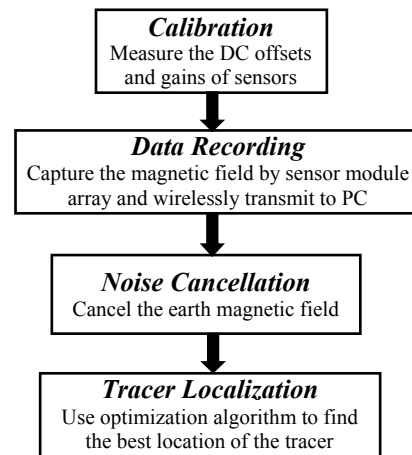 Calibration
Measure the DC offsets
and gains of sensors
Data Recording
Capture the magnetic field by sensor module
array and wirelessly transmit to PC
Noise Cancellation
Cancel the earth magnetic field
Tracer Localization
Use optimization algorithm to find
the best location of the tracer